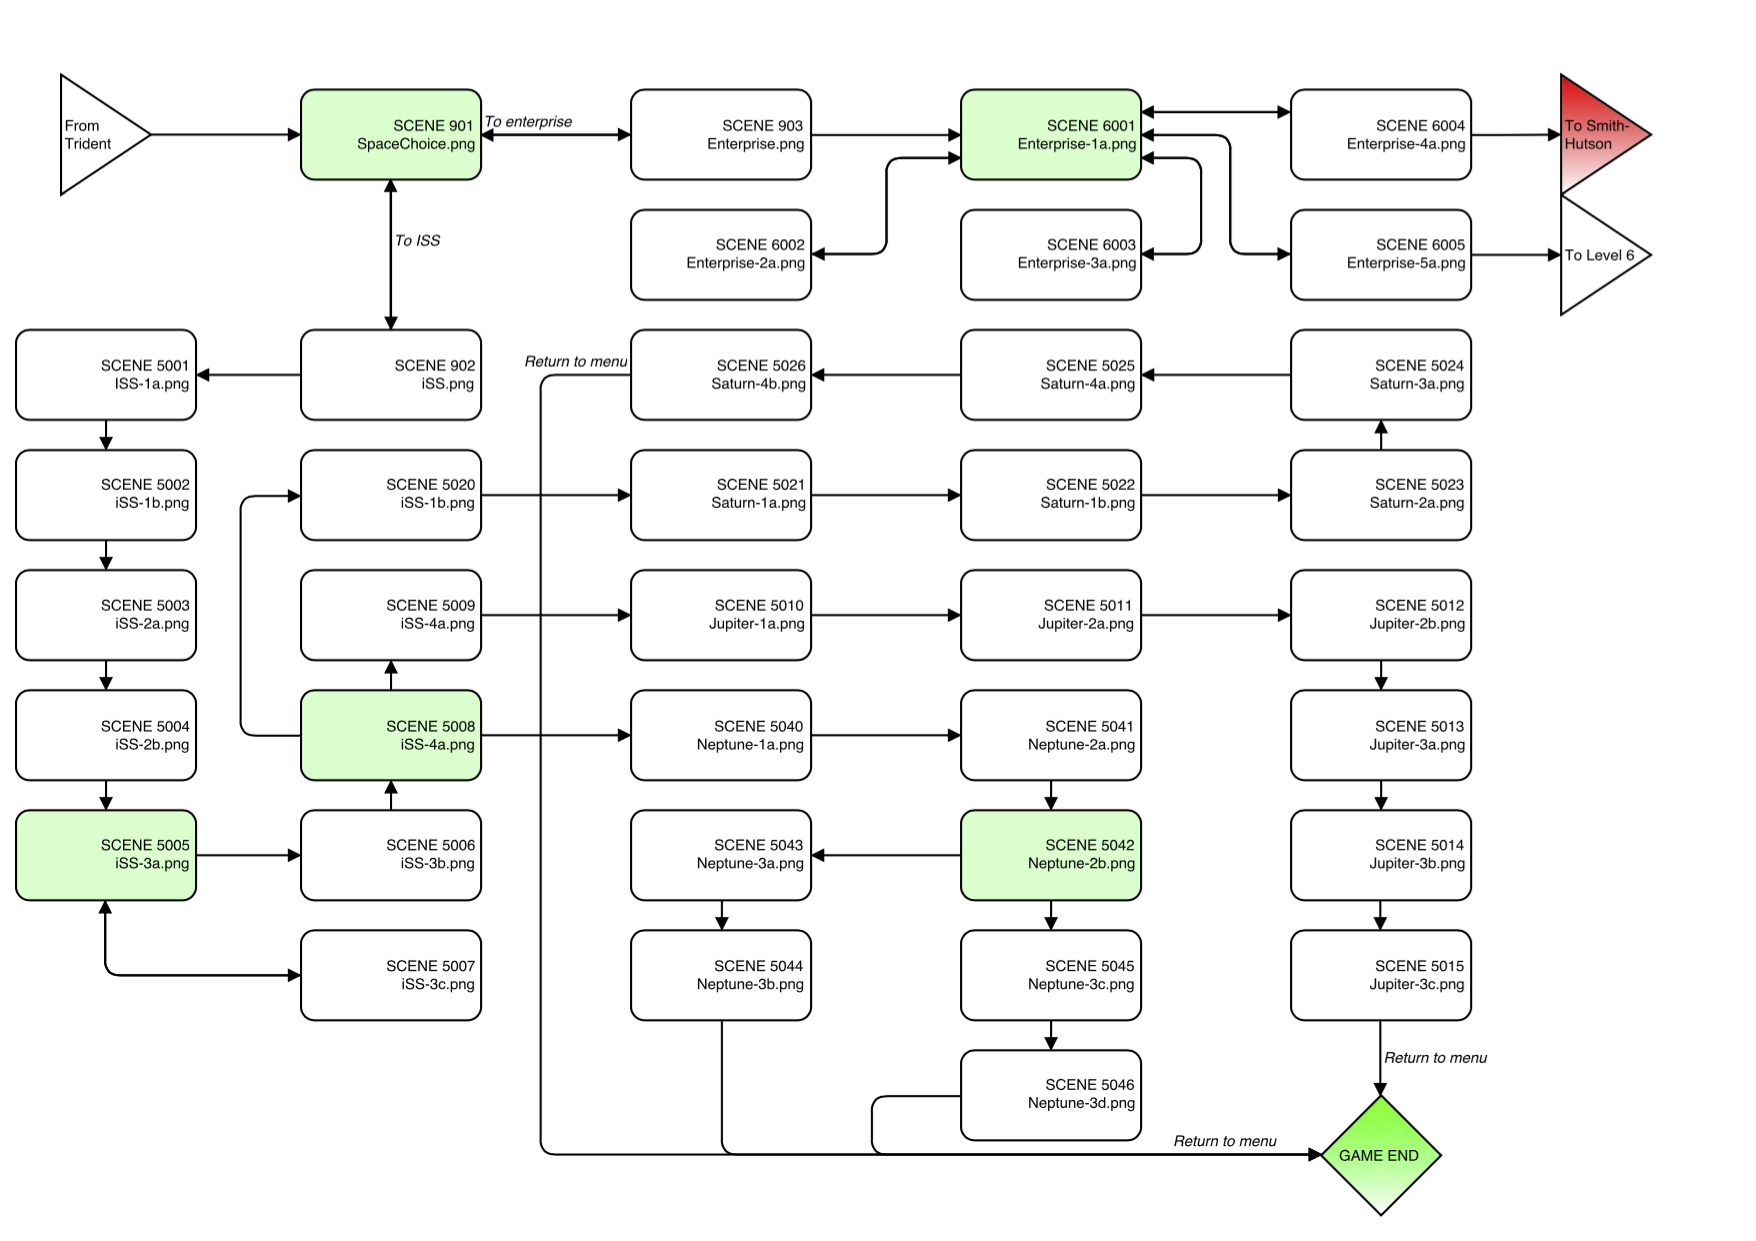 From
Trident
SCENE 901
SpaceChoice.png
To enterprise
SCENE 903
Enterprise.png
SCENE 6001
Enterprise-1a.png
SCENE 6004
Enterprise-4a.png
To Smith-
Hutson
To ISS
SCENE 6002
Enterprise-2a.png
SCENE 6003
Enterprise-3a.png
SCENE 6005
Enterprise-5a.png
To Level 6
SCENE 5001
ISS-1a.png
SCENE 902
iSS.png
Return to menu
SCENE 5026
Saturn-4b.png
SCENE 5025
Saturn-4a.png
SCENE 5024
Saturn-3a.png
SCENE 5002
iSS-1b.png
SCENE 5020
iSS-1b.png
SCENE 5021
Saturn-1a.png
SCENE 5022
Saturn-1b.png
SCENE 5023
Saturn-2a.png
SCENE 5003
iSS-2a.png
SCENE 5009
iSS-4a.png
SCENE 5010
Jupiter-1a.png
SCENE 5011
Jupiter-2a.png
SCENE 5012
Jupiter-2b.png
SCENE 5004
iSS-2b.png
SCENE 5008
iSS-4a.png
SCENE 5040
Neptune-1a.png
SCENE 5041
Neptune-2a.png
SCENE 5013
Jupiter-3a.png
SCENE 5005
iSS-3a.png
SCENE 5006
iSS-3b.png
SCENE 5043
Neptune-3a.png
SCENE 5042
Neptune-2b.png
SCENE 5014
Jupiter-3b.png
SCENE 5007
iSS-3c.png
SCENE 5044
Neptune-3b.png
SCENE 5045
Neptune-3c.png
SCENE 5015
Jupiter-3c.png
Return to menu
SCENE 5046
Neptune-3d.png
Return to menu
GAME END